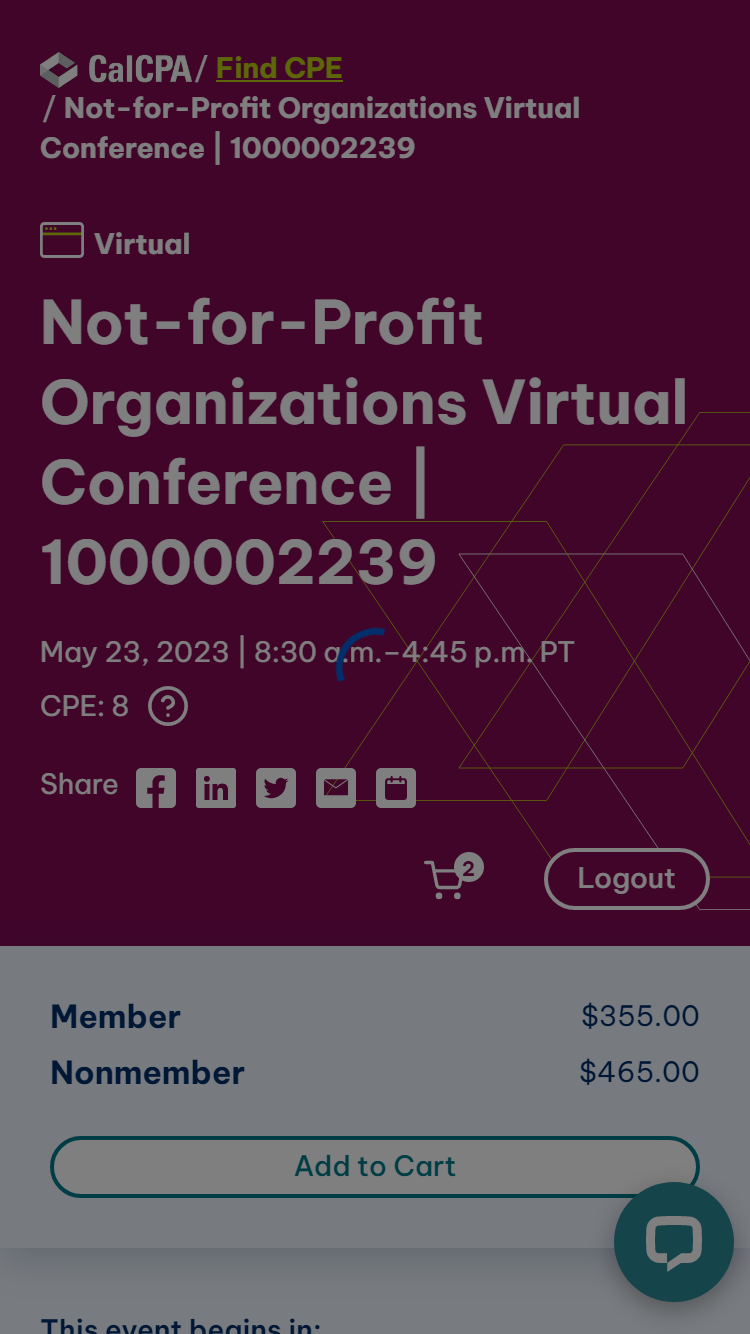 CalCPA / Find CPE
/ Not-for-Profit Organizations Virtual
Conference | 1000002239
Virtual
Not-for-Profit
Organizations Virtual
Conference |
1000002239
May 23, 2023 | 8:30 a.m.–4:45 p.m. PT
CPE: 8 ?
Share
2
Logout
Member $355.00
Nonmember $465.00
Add to Cart
This event begins in: